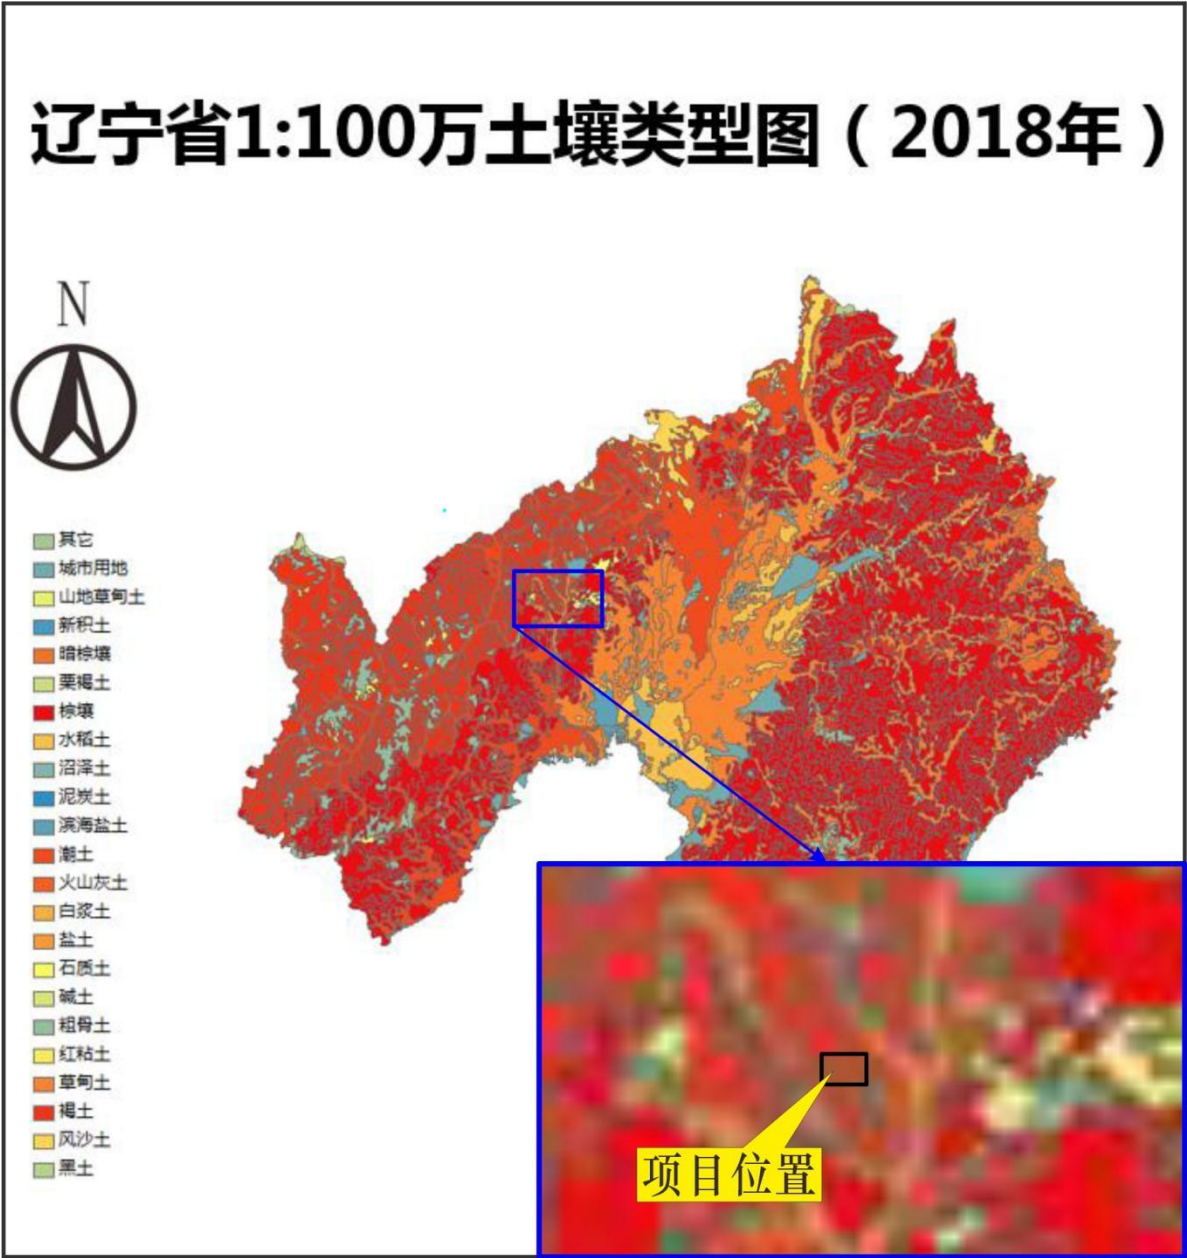 辽宁省1:100万土壤类型图（2018年）
N
其它
城市用地
山地草甸土
新积土
暗棕壤
栗褐土
棕壤
水稻土
沼泽土
泥炭土
滨海盐土
潮土
火山灰土
白浆土
盐土
石质土
碱土
粗骨土
红粘土
草甸土
褐土
风沙土
黑土
项目位置